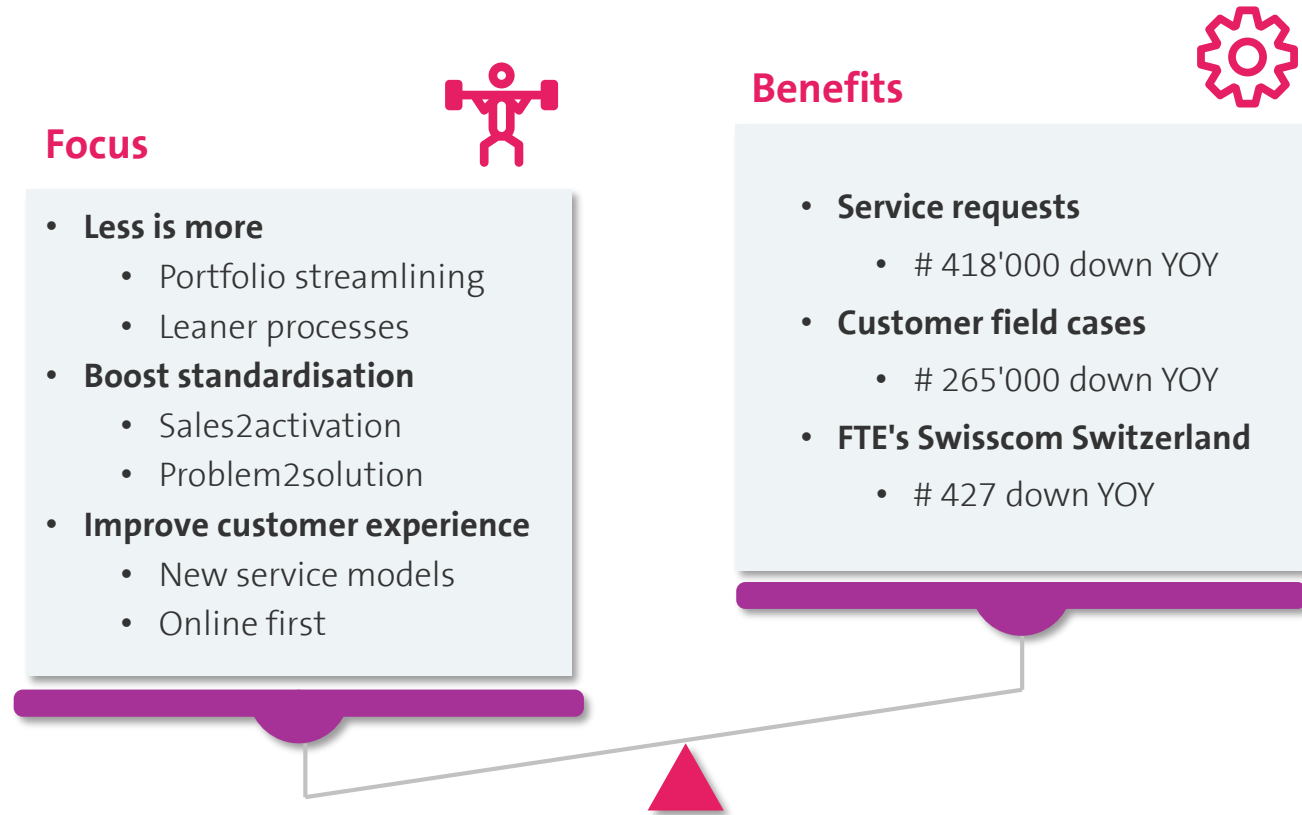 Focus
• Less is more
• Portfolio streamlining
• Leaner processes
• Boost standardisation
• Sales2activation
• Problem2solution
• Improve customer experience
• New service models
• Online first
Benefits
• Service requests
• # 418'000 down YOY
• Customer field cases
• # 265'000 down YOY
• FTE's Swisscom Switzerland
• # 427 down YOY